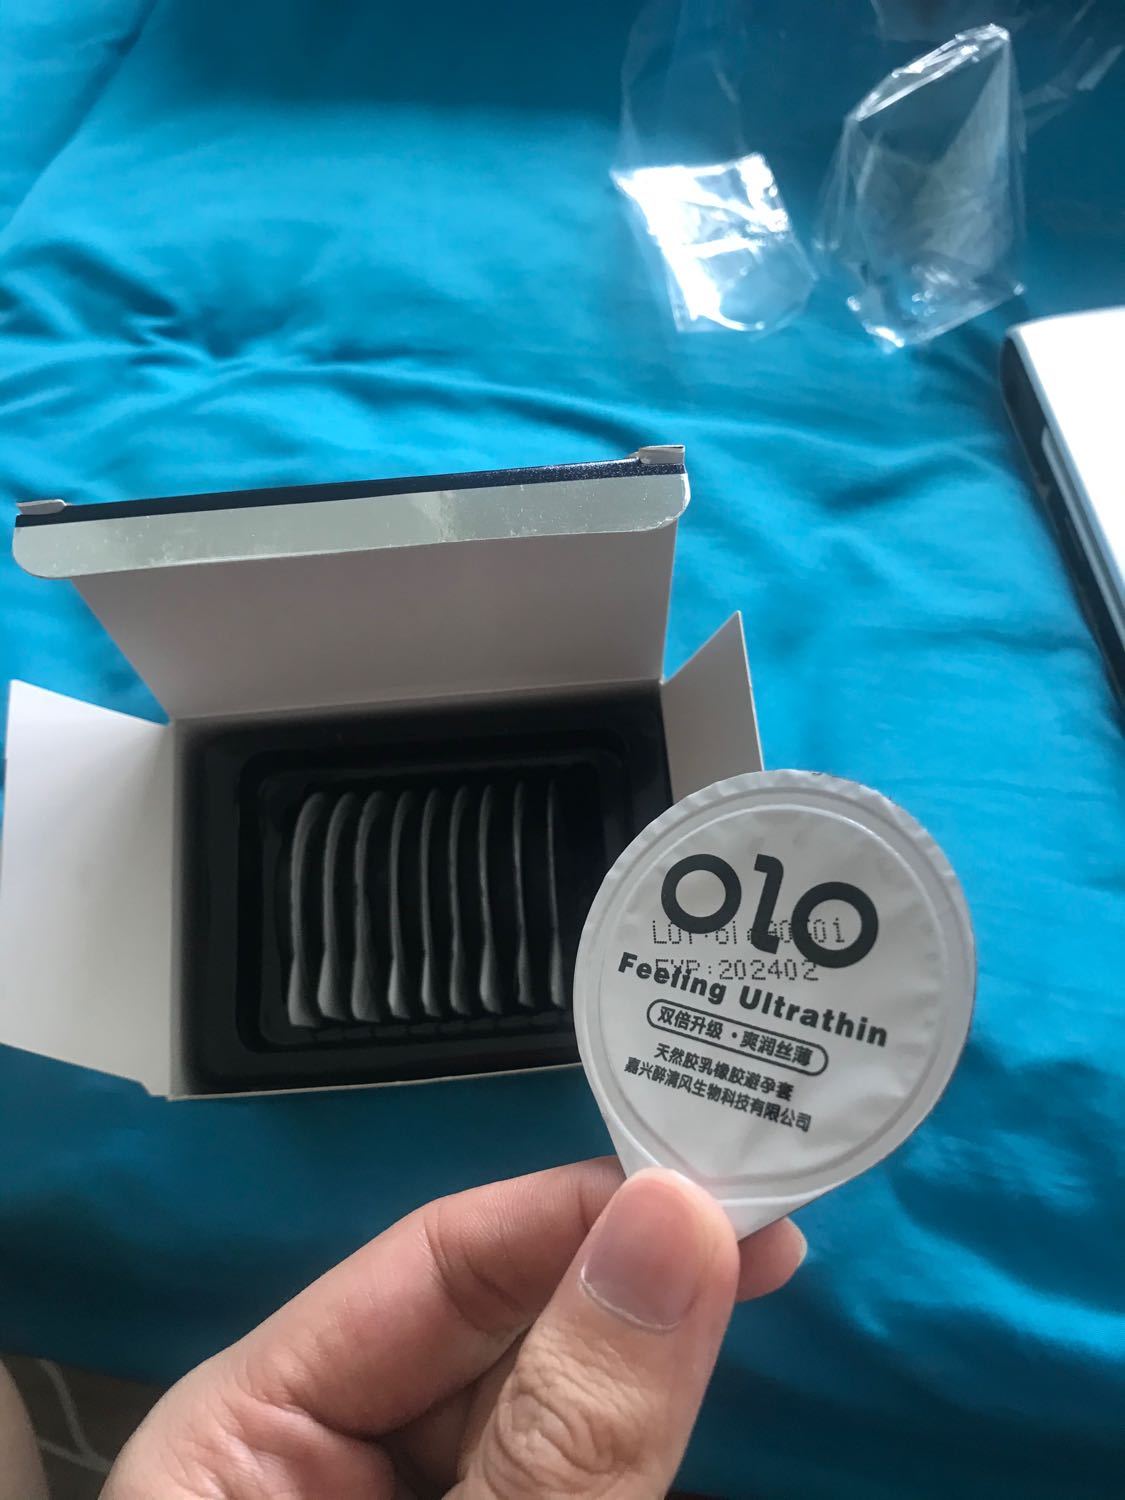 olo
EXP:202402
Feeling Ultrathin
双倍升级·爽润丝薄
天然胶乳橡胶避孕套
嘉兴醉清风生物科技有限公司